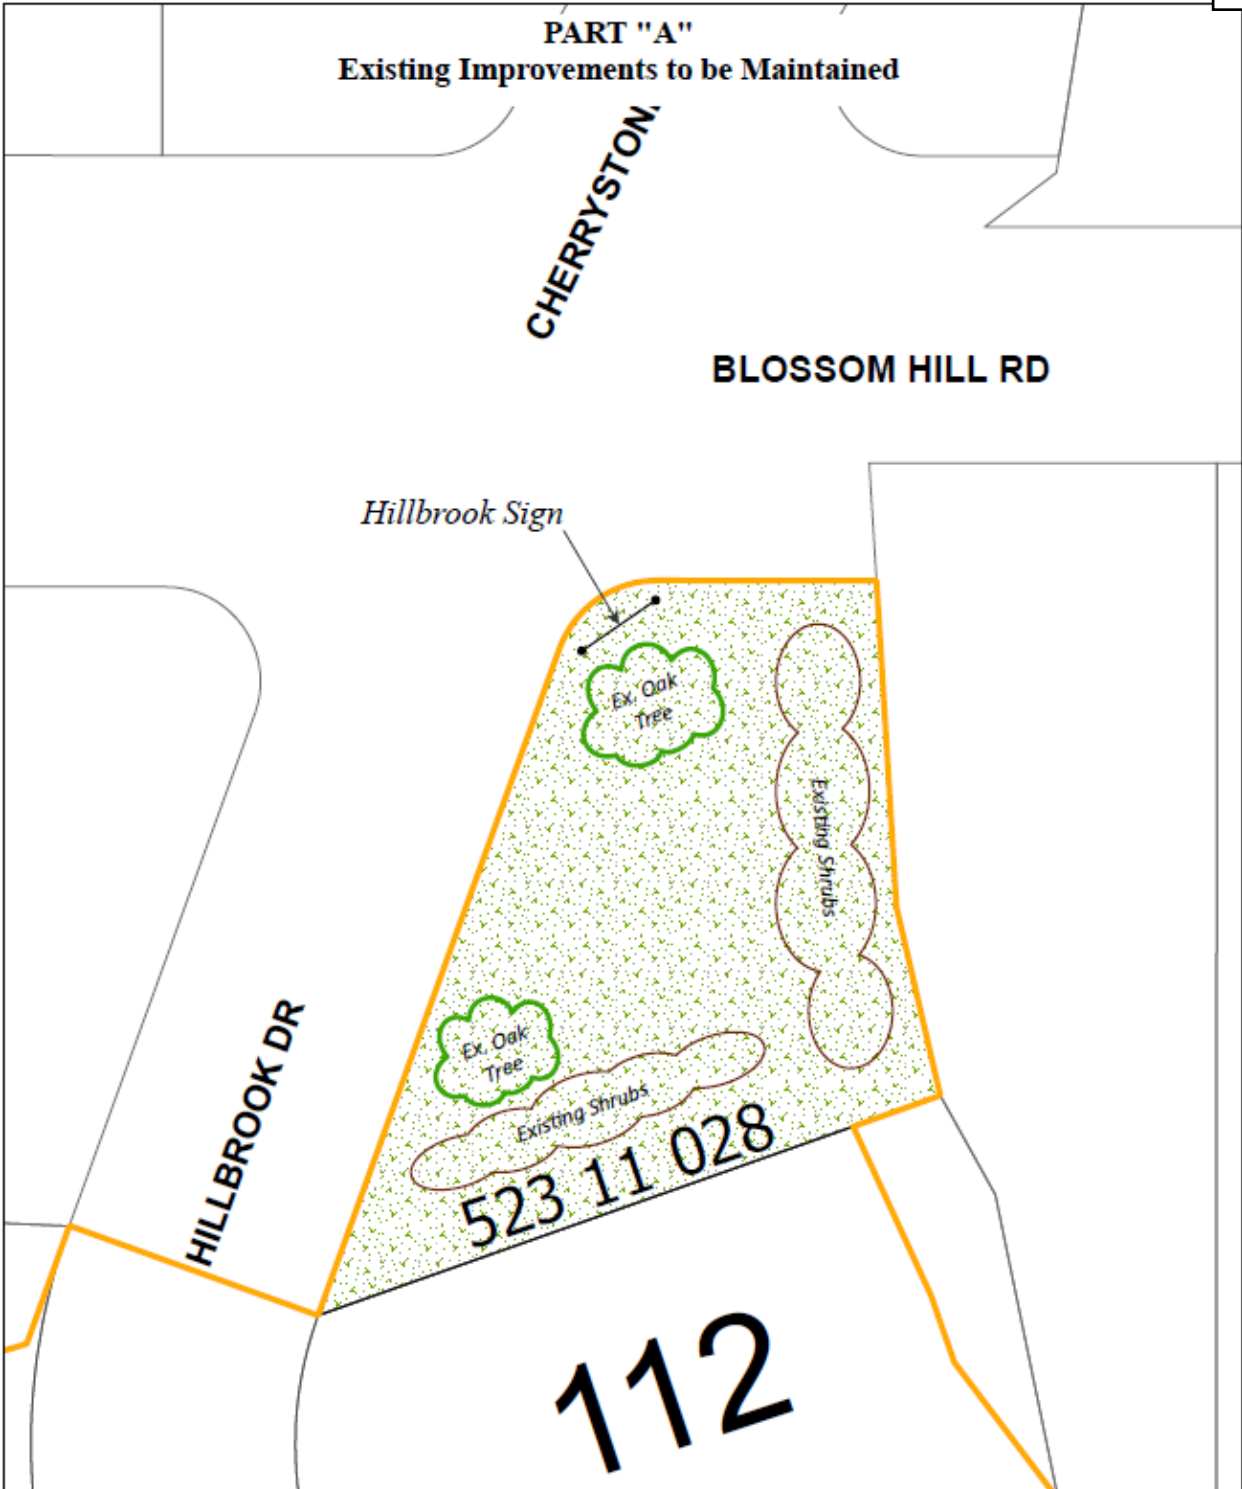 PART "A"
Existing Improvements to be Maintained
CHERRYSTON
BLOSSOM HILL RD
Hillbrook Sign
Ex. Oak
Tree
Existing Shrubs
Ex. Oak
Tree
Existing Shrubs
HILLBROOK DR
523 11 028
112